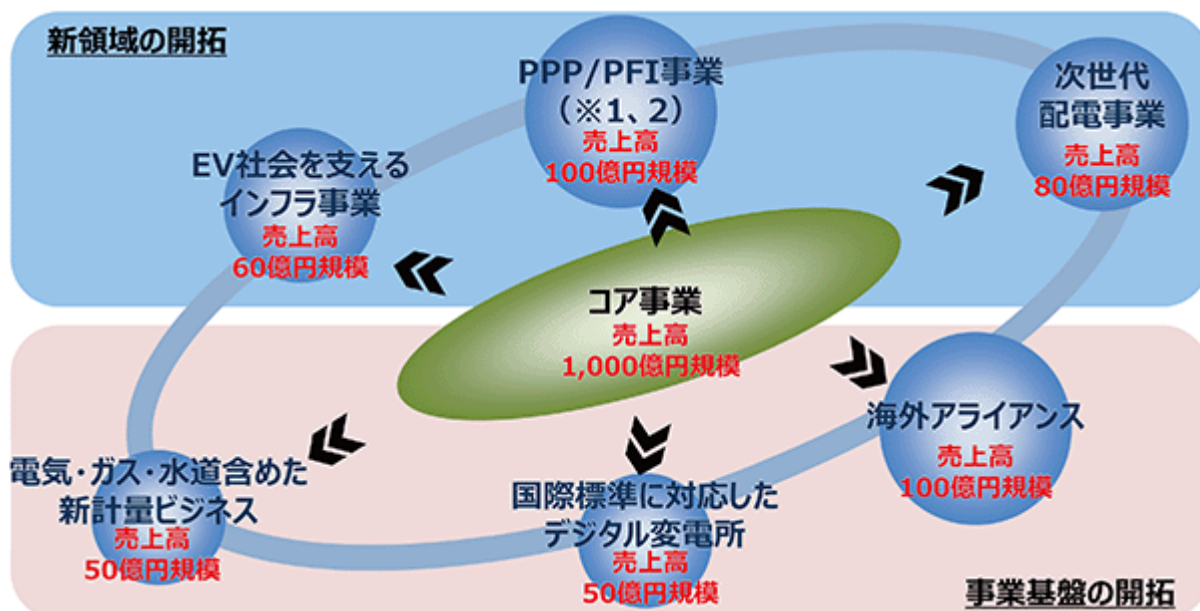 新領域の開拓
PPP/PFI事業
（※1、2）
売上高
100億円規模
次世代
配電事業
売上高
80億円規模
EV社会を支える
インフラ事業
売上高
60億円規模
コア事業
売上高
1,000億円規模
海外アライアンス
売上高
100億円規模
電気・ガス・水道含めた
新計量ビジネス
売上高
50億円規模
国際標準に対応した
デジタル変電所
売上高
50億円規模
事業基盤の開拓